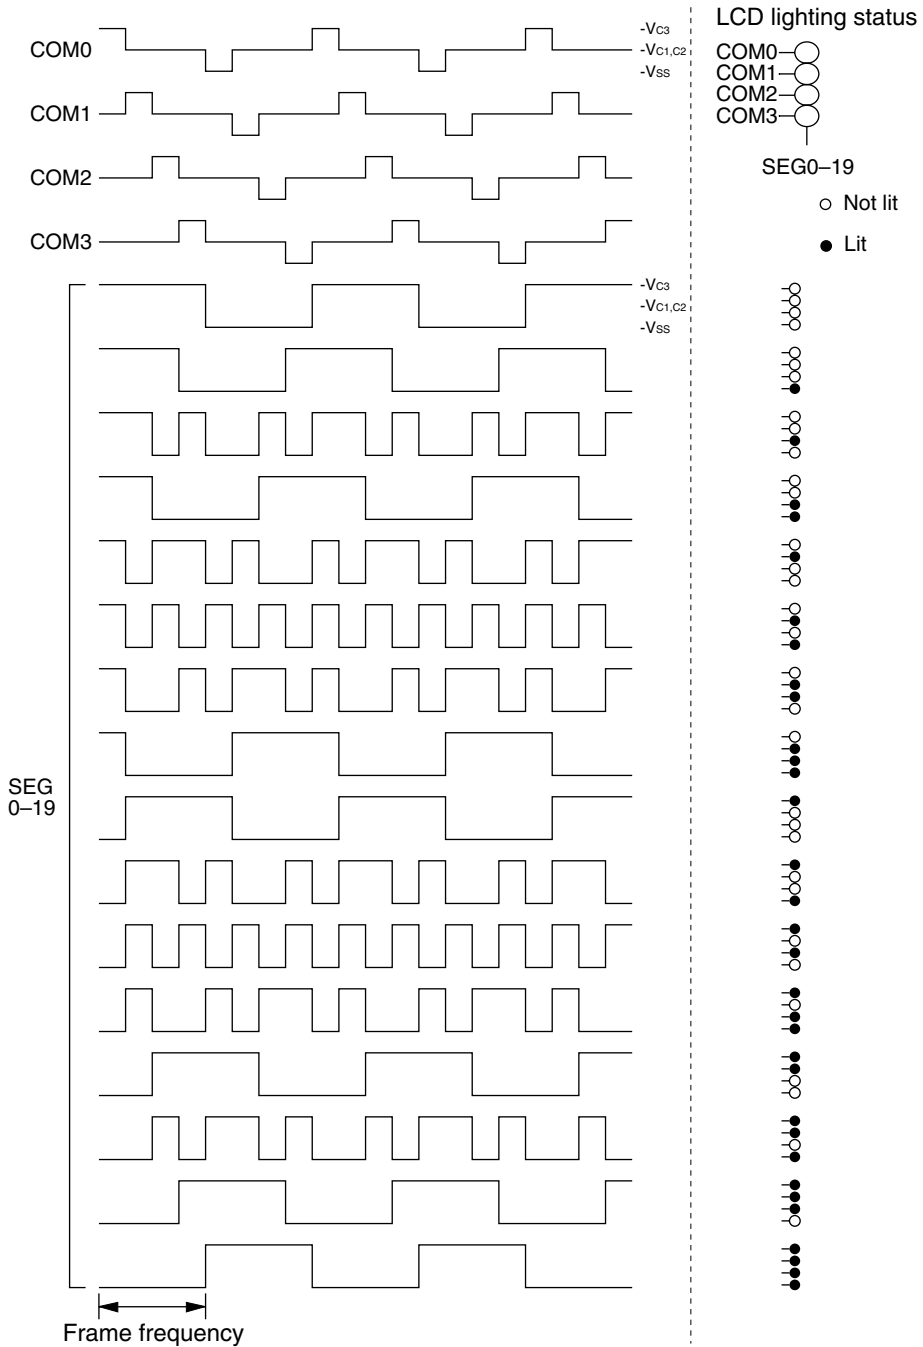 LCD lighting status
COM0
-VC3
-VC1,C2
-VSS
COM1
COM2
COM3
COM0
COM1
COM2
COM3
SEG0–19
Not lit
Lit
-VC3
-VC1,C2
-VSS
SEG
0–19
Frame frequency